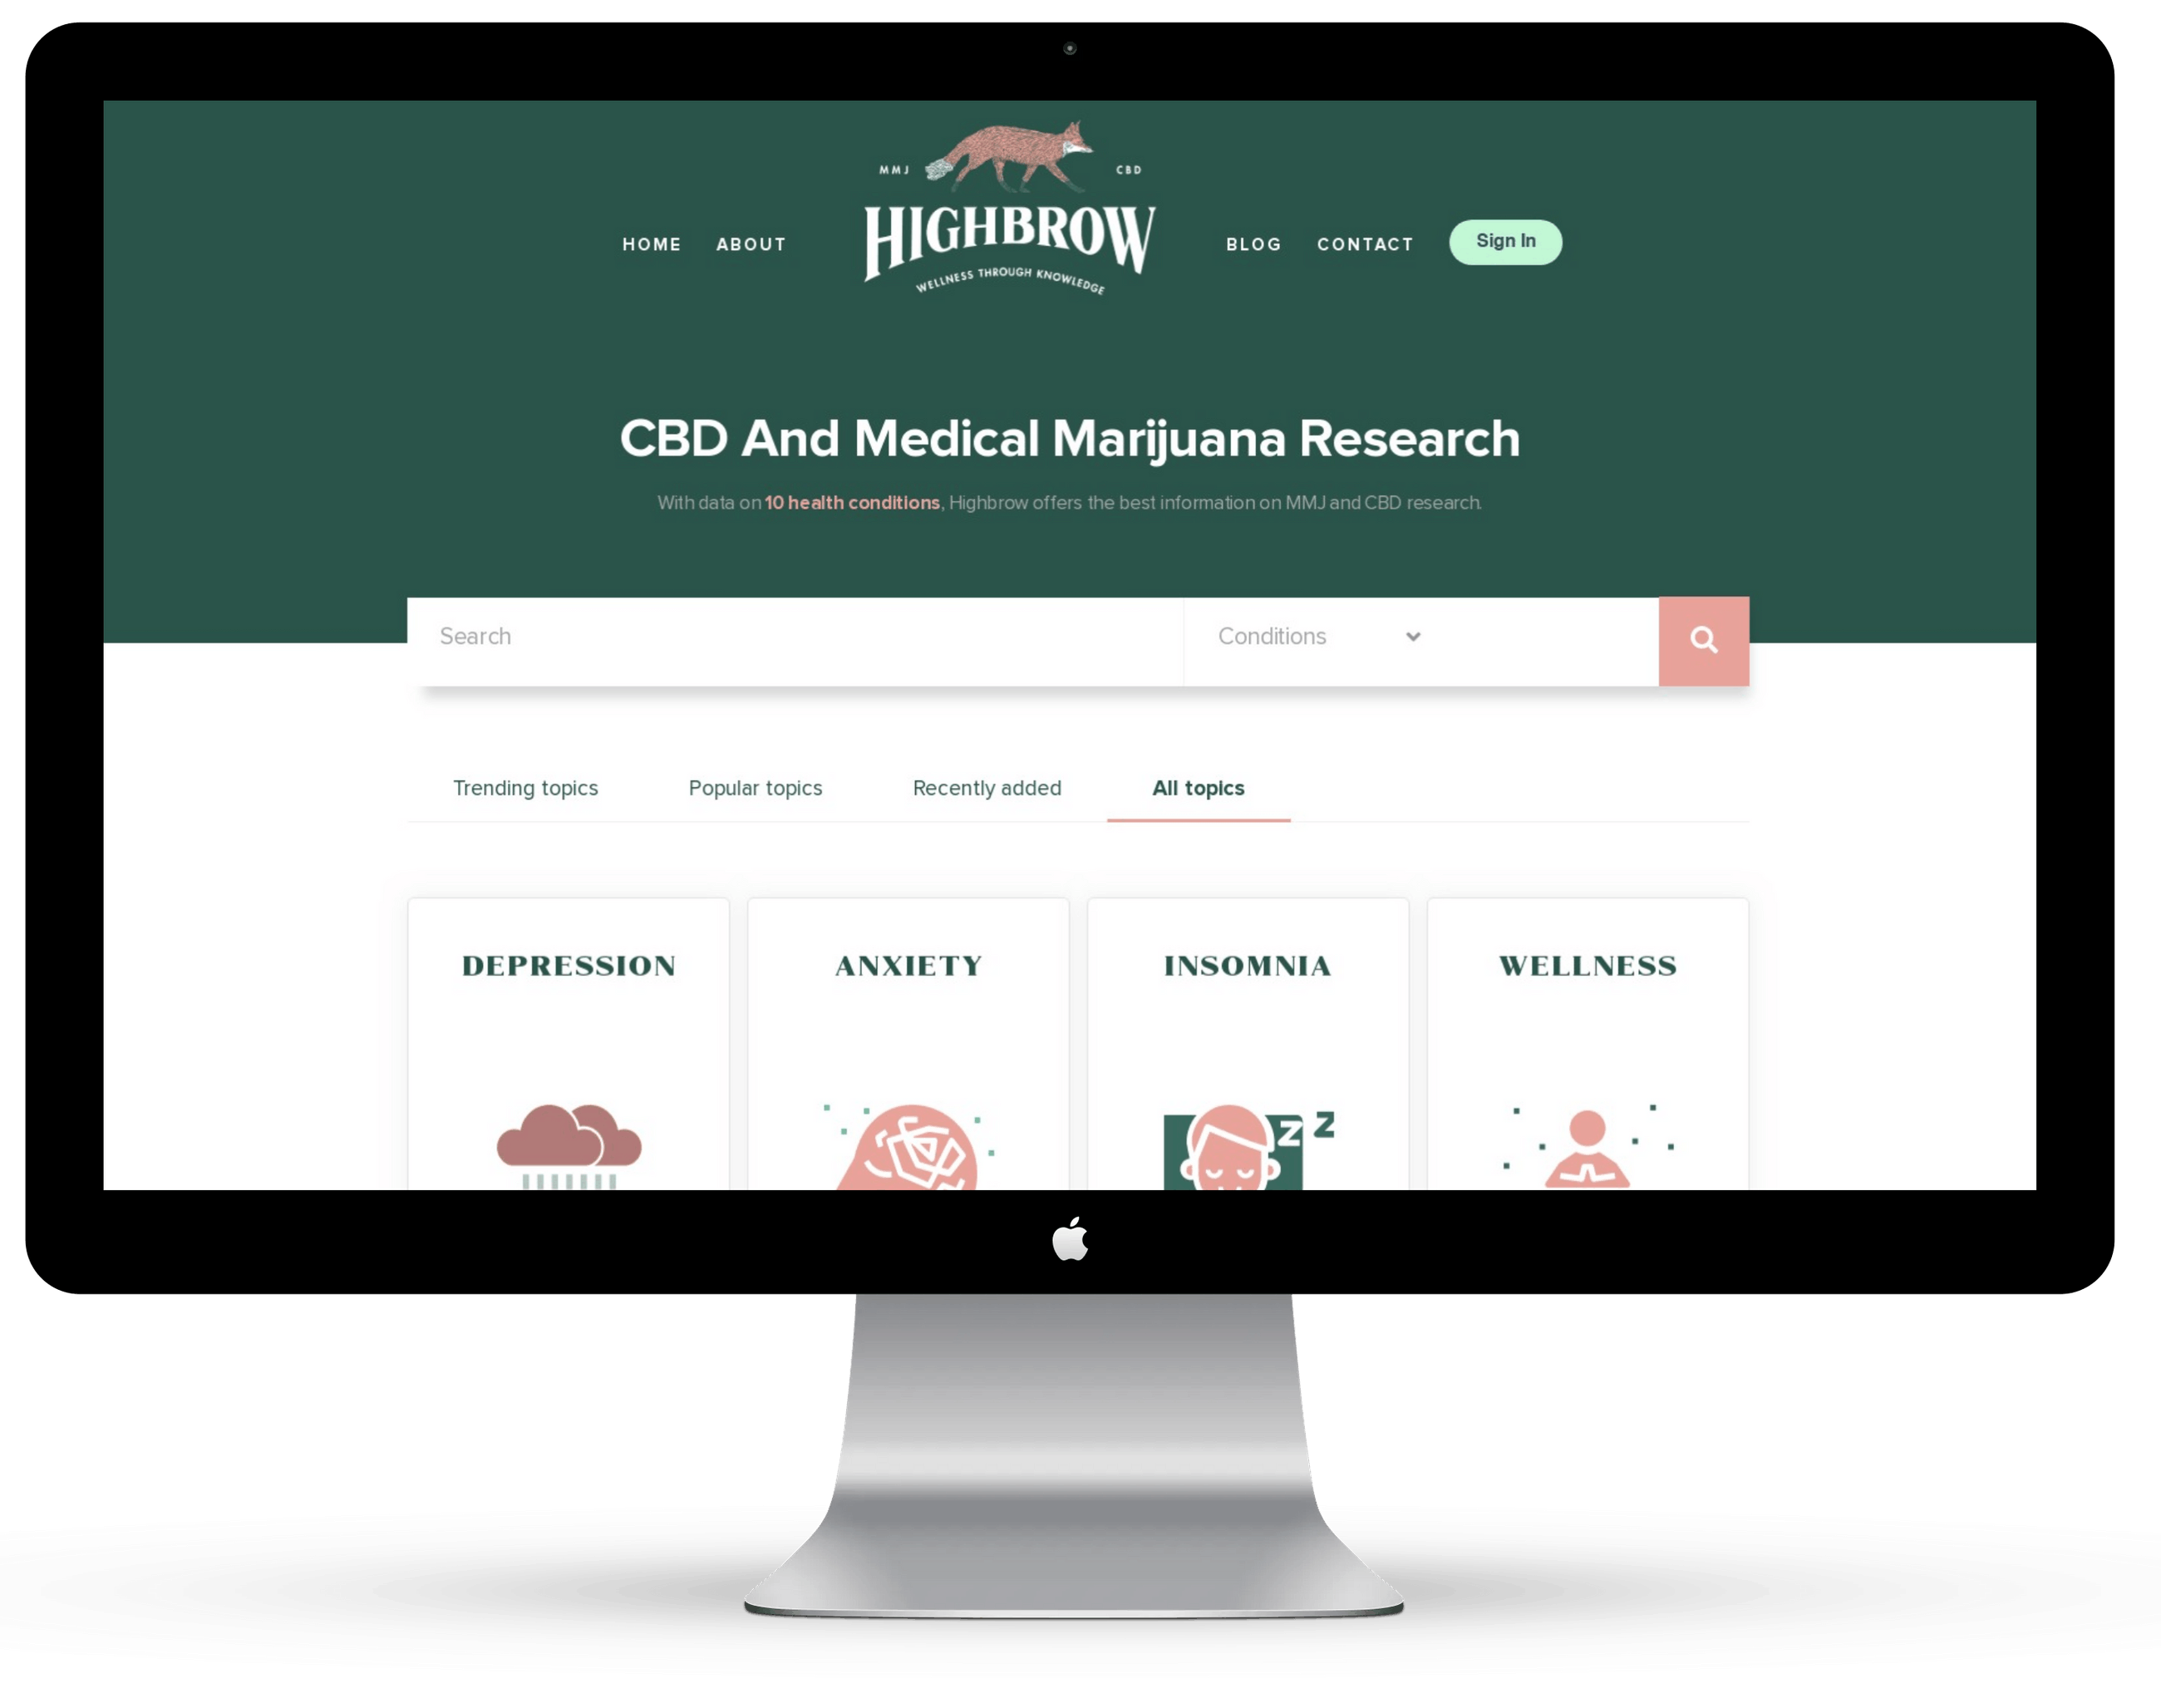 MMJ CBD
HIGHBROW
HOME ABOUT BLOG CONTACT Sign In
WELLNESS THROUGH KNOWLEDGE
CBD And Medical Marijuana Research
With data on 10 health conditions, Highbrow offers the best information on MMJ and CBD research.
Search Conditions
Trending topics Popular topics Recently added All topics
DEPRESSION ANXIETY INSOMNIA WELLNESS
Z Z